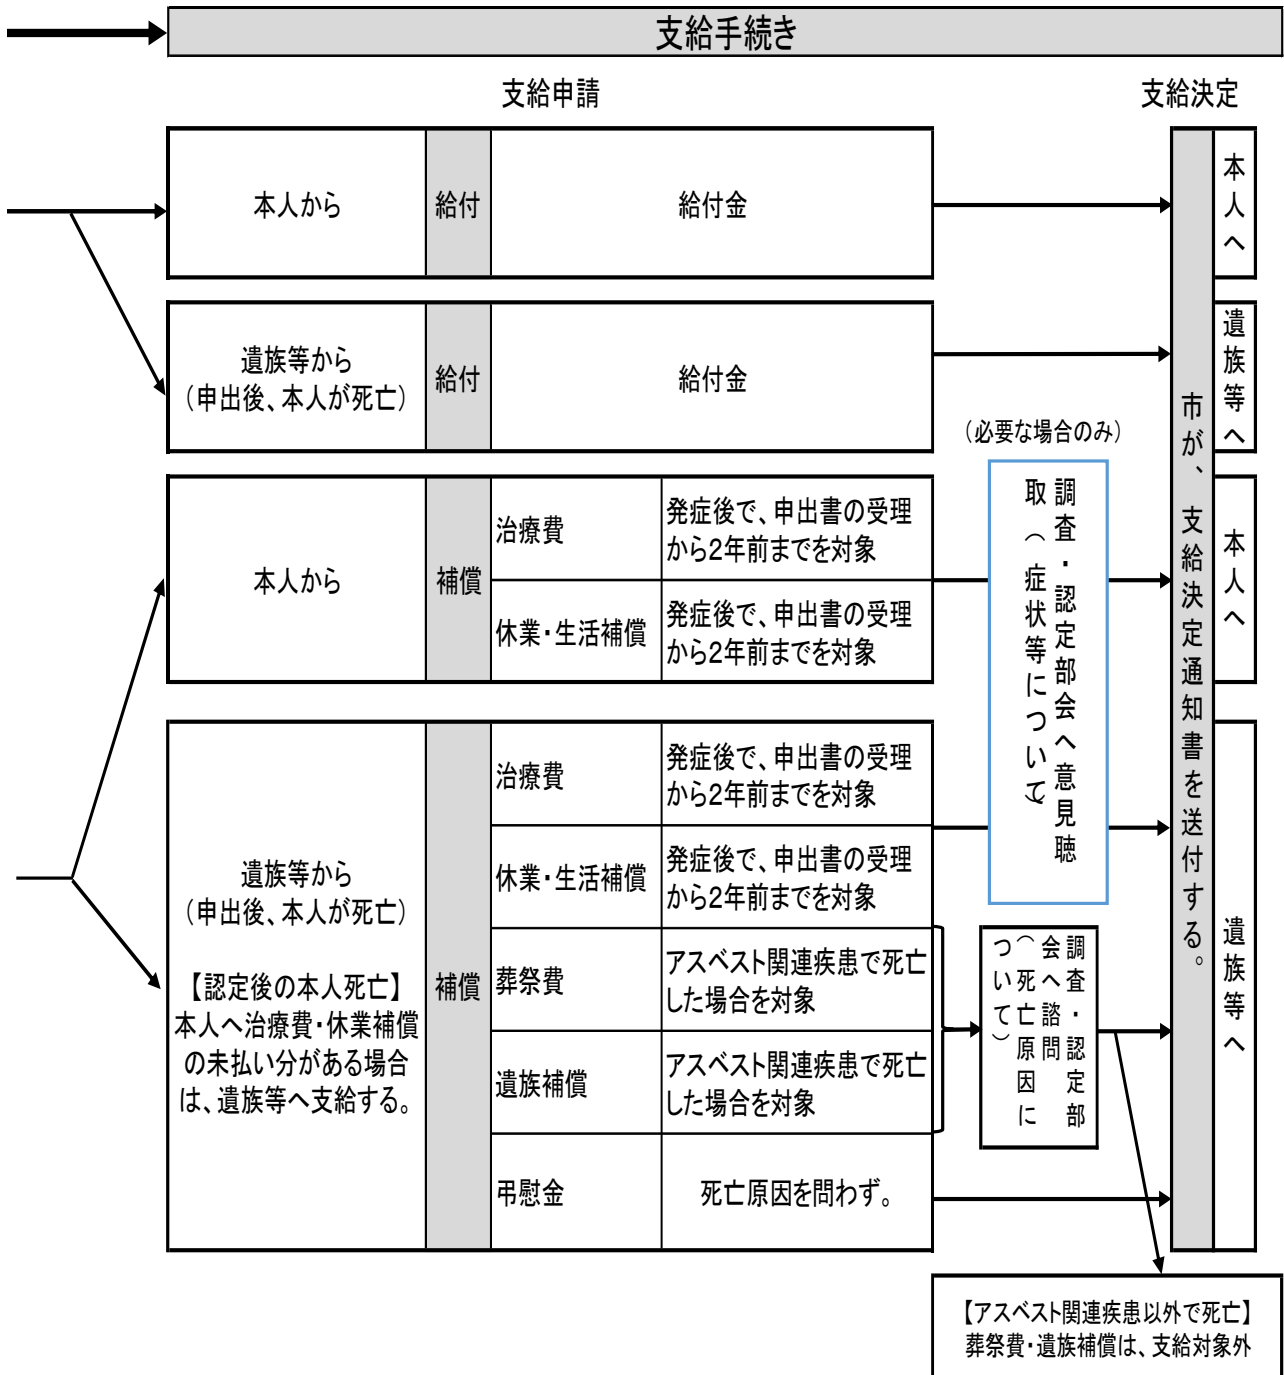 支給手続き
支給申請
支給決定
本人から
給付
給付金
本人へ
遺族等から
(申出後、本人が死亡)
給付
給付金
遺族等へ
(必要な場合のみ)
本人から
補償
治療費
発症後で、申出書の受理
から2年前までを対象
休業・生活補償
発症後で、申出書の受理
から2年前までを対象
調査・認定部会へ意見聴
取(症状等について)
本人へ
市が、支給決定通知書を送付する。
遺族等から
(申出後、本人が死亡)
【認定後の本人死亡】
本人へ治療費・休業補償
の未払い分がある場合
は、遺族等へ支給する。
補償
治療費
発症後で、申出書の受理
から2年前までを対象
休業・生活補償
発症後で、申出書の受理
から2年前までを対象
葬祭費
アスベスト関連疾患で死亡
した場合を対象
遺族補償
アスベスト関連疾患で死亡
した場合を対象
弔慰金
死亡原因を問わず。
調査・認定部
会へ諮問
(死亡原因に
ついて)
遺族等へ
【アスベスト関連疾患以外で死亡】
葬祭費・遺族補償は、支給対象外